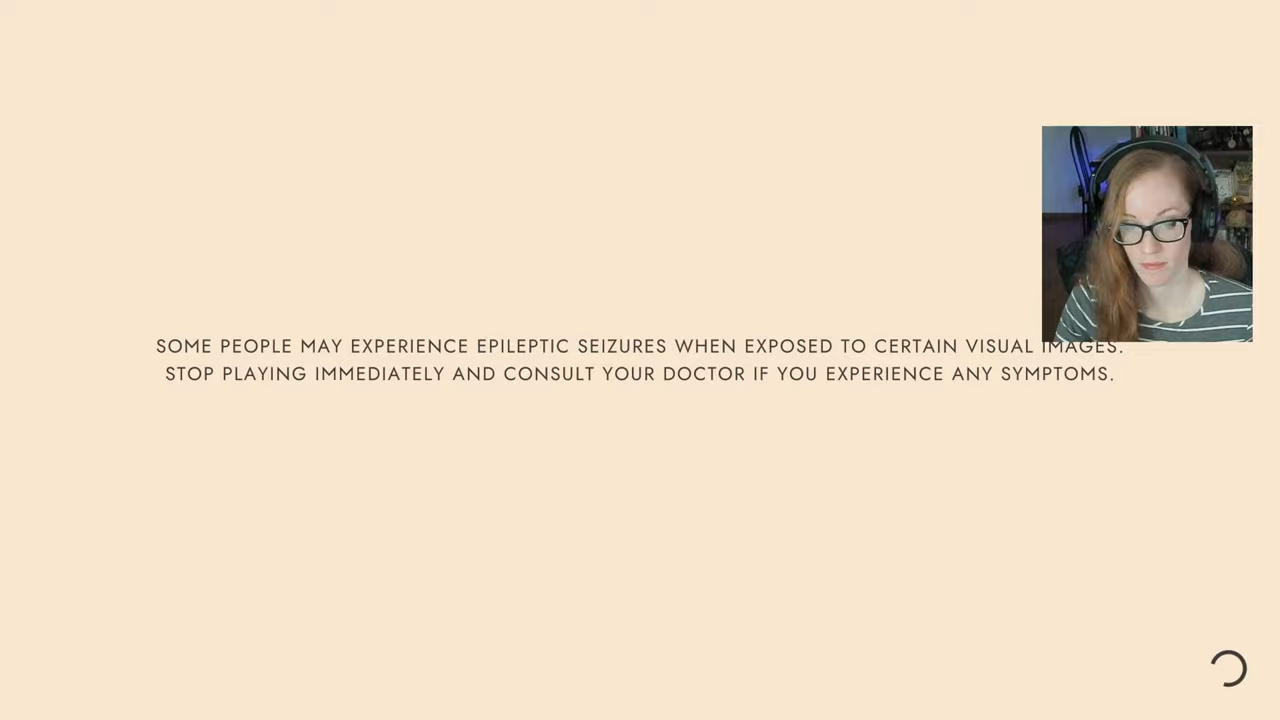 SOME PEOPLE MAY EXPERIENCE EPILEPTIC SEIZURES WHEN EXPOSED TO CERTAIN VISUAL IMAGES.
STOP PLAYING IMMEDIATELY AND CONSULT YOUR DOCTOR IF YOU EXPERIENCE ANY SYMPTOMS.